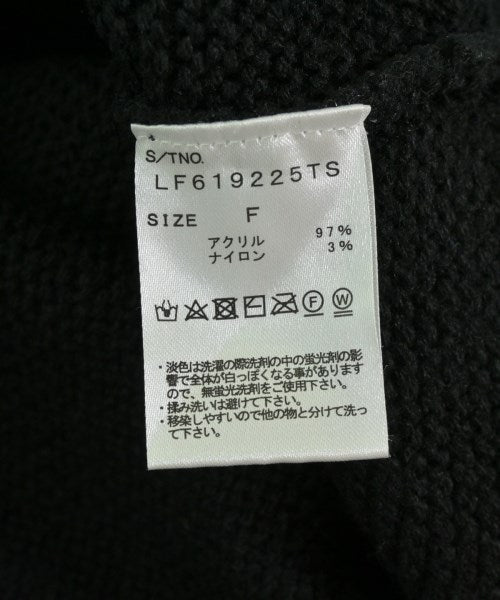 S/TNO.
LF619225TS
SIZE F
アクリル 97%
ナイロン 3%
F W
・淡色は洗濯の際洗剤の中の蛍光剤の影
響で全体が白っぽくなる事があります
ので、無蛍光洗剤をご使用下さい。
・揉み洗いは避けて下さい。
・移染しやすいので他の物と分けて洗っ
て下さい。